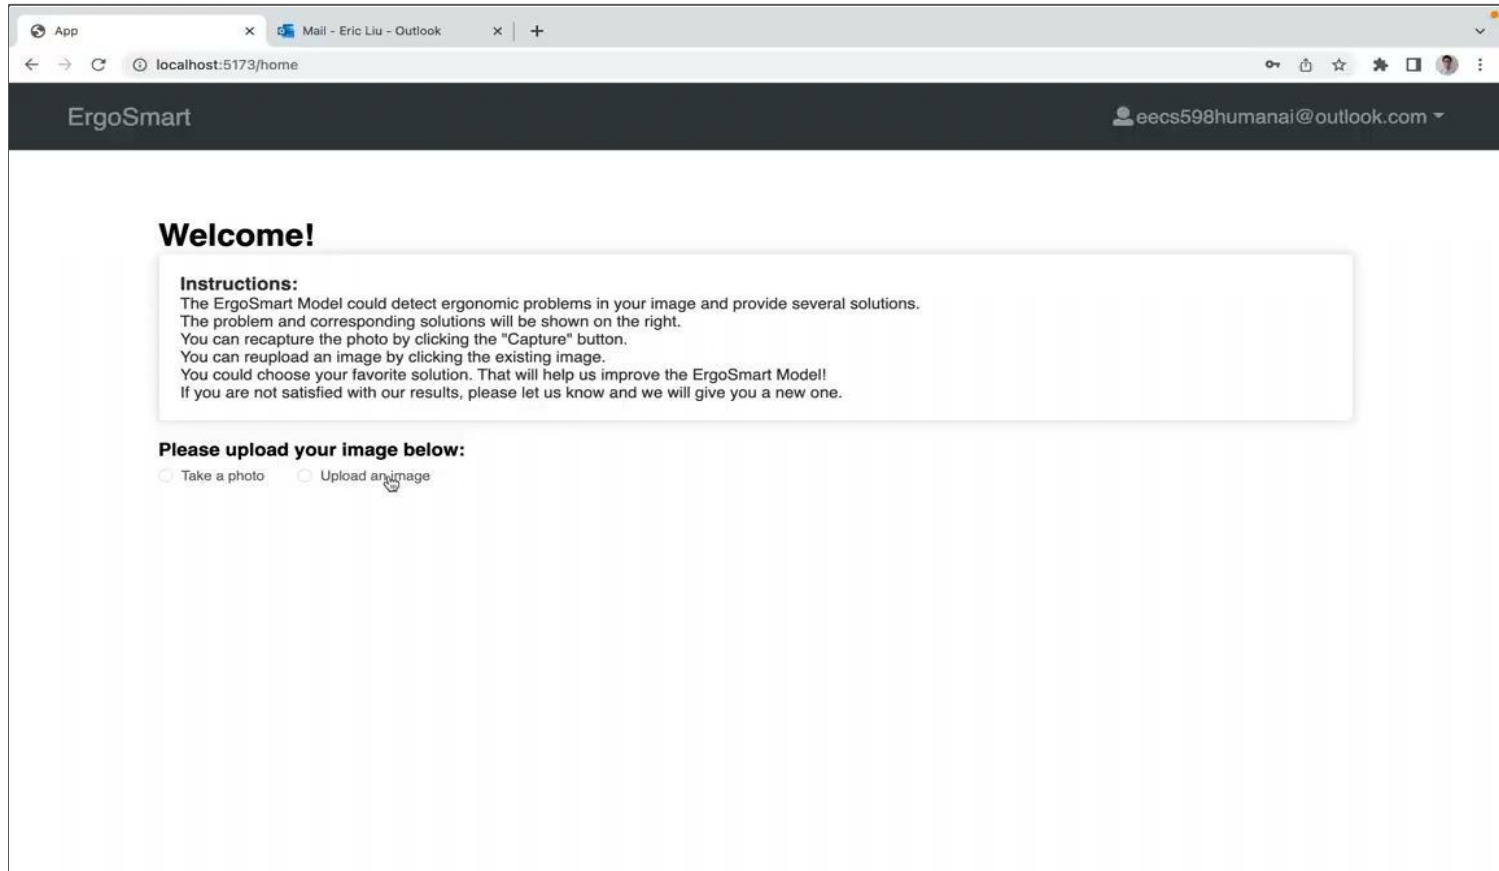 App
Mail - Eric Liu - Outlook
localhost:5173/home
ErgoSmart
eecs598humanai@outlook.com
Welcome!
Instructions:
The ErgoSmart Model could detect ergonomic problems in your image and provide several solutions.
The problem and corresponding solutions will be shown on the right.
You can recapture the photo by clicking the "Capture" button.
You can reupload an image by clicking the existing image.
You could choose your favorite solution. That will help us improve the ErgoSmart Model!
If you are not satisfied with our results, please let us know and we will give you a new one.
Please upload your image below:
Take a photo
Upload an image